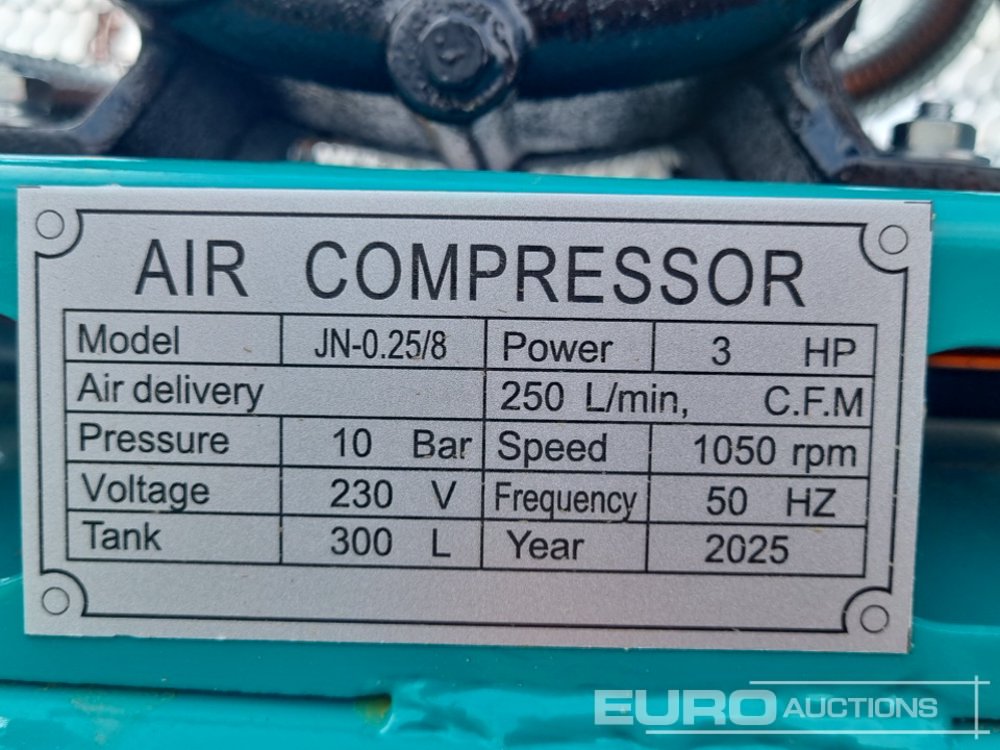 AIR COMPRESSOR
Model JN-0.25/8 Power 3 HP
Air delivery 250 L/min, C.F.M
Pressure 10 Bar Speed 1050 rpm
Voltage 230 V Frequency 50 HZ
Tank 300 L Year 2025
EURO AUCTIONS